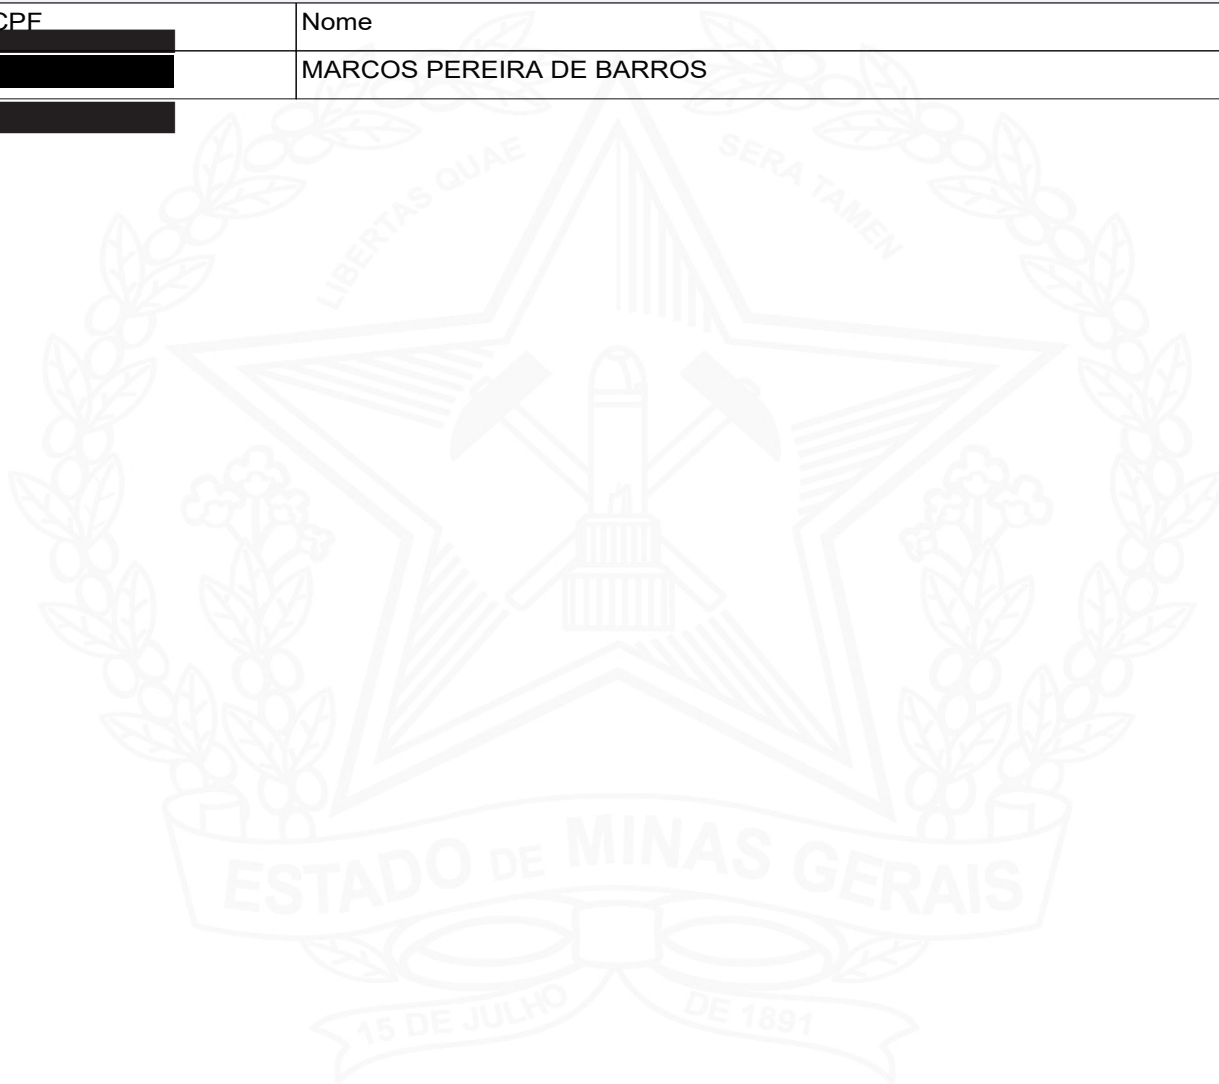 CPF Nome
MARCOS PEREIRA DE BARROS
LIBERTAS QUAE SERA TAMEN
ESTADO DE MINAS GERAIS
15 DE JULHO DE 1891